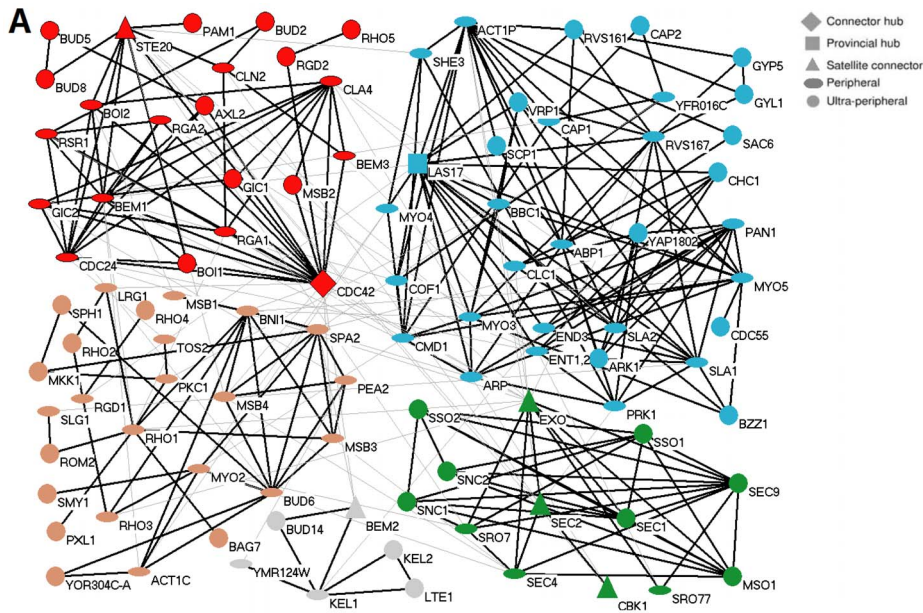 A
Connector hub
Provincial hub
Satellite connector
Peripheral
Ultra-peripheral
BUD5
STE20
PAM1
BUD2
RHO5
RGD2
CLN2
CLA4
BUD8
BOI2
AXL2
RGA2
RSR1
BEM3
GIC1
MSB2
GIC2
BEM1
RGA1
CDC24
BOI1
CDC42
ACT1P
SHE3
RVS161
CAP2
GYP5
YFR016C
GYL1
VRP1
CAP1
RVS167
SAC6
SCP1
LAS17
CHC1
MYO4
BBC1
YAP1802
PAN1
ABP1
CLC1
COF1
MYO5
MYO3
END3
SLA2
CDC55
CMD1
ENT1,2
ARK1
SLA1
ARP
PRK1
BZZ1
LRG1
MSB1
SPH1
RHO4
BNI1
SPA2
RHO2
TOS2
MKK1
PKC1
PEA2
RGD1
MSB4
SLG1
RHO1
MSB3
ROM2
MYO2
SMY1
BUD6
RHO3
PXL1
BAG7
YOR304C-A
ACT1C
BUD14
BEM2
KEL2
YMR124W
KEL1
LTE1
SSO2
EXO
SSO1
SNC2
SEC9
SNC1
SEC2
SEC1
SRO7
SEC4
MSO1
CBK1
SRO77